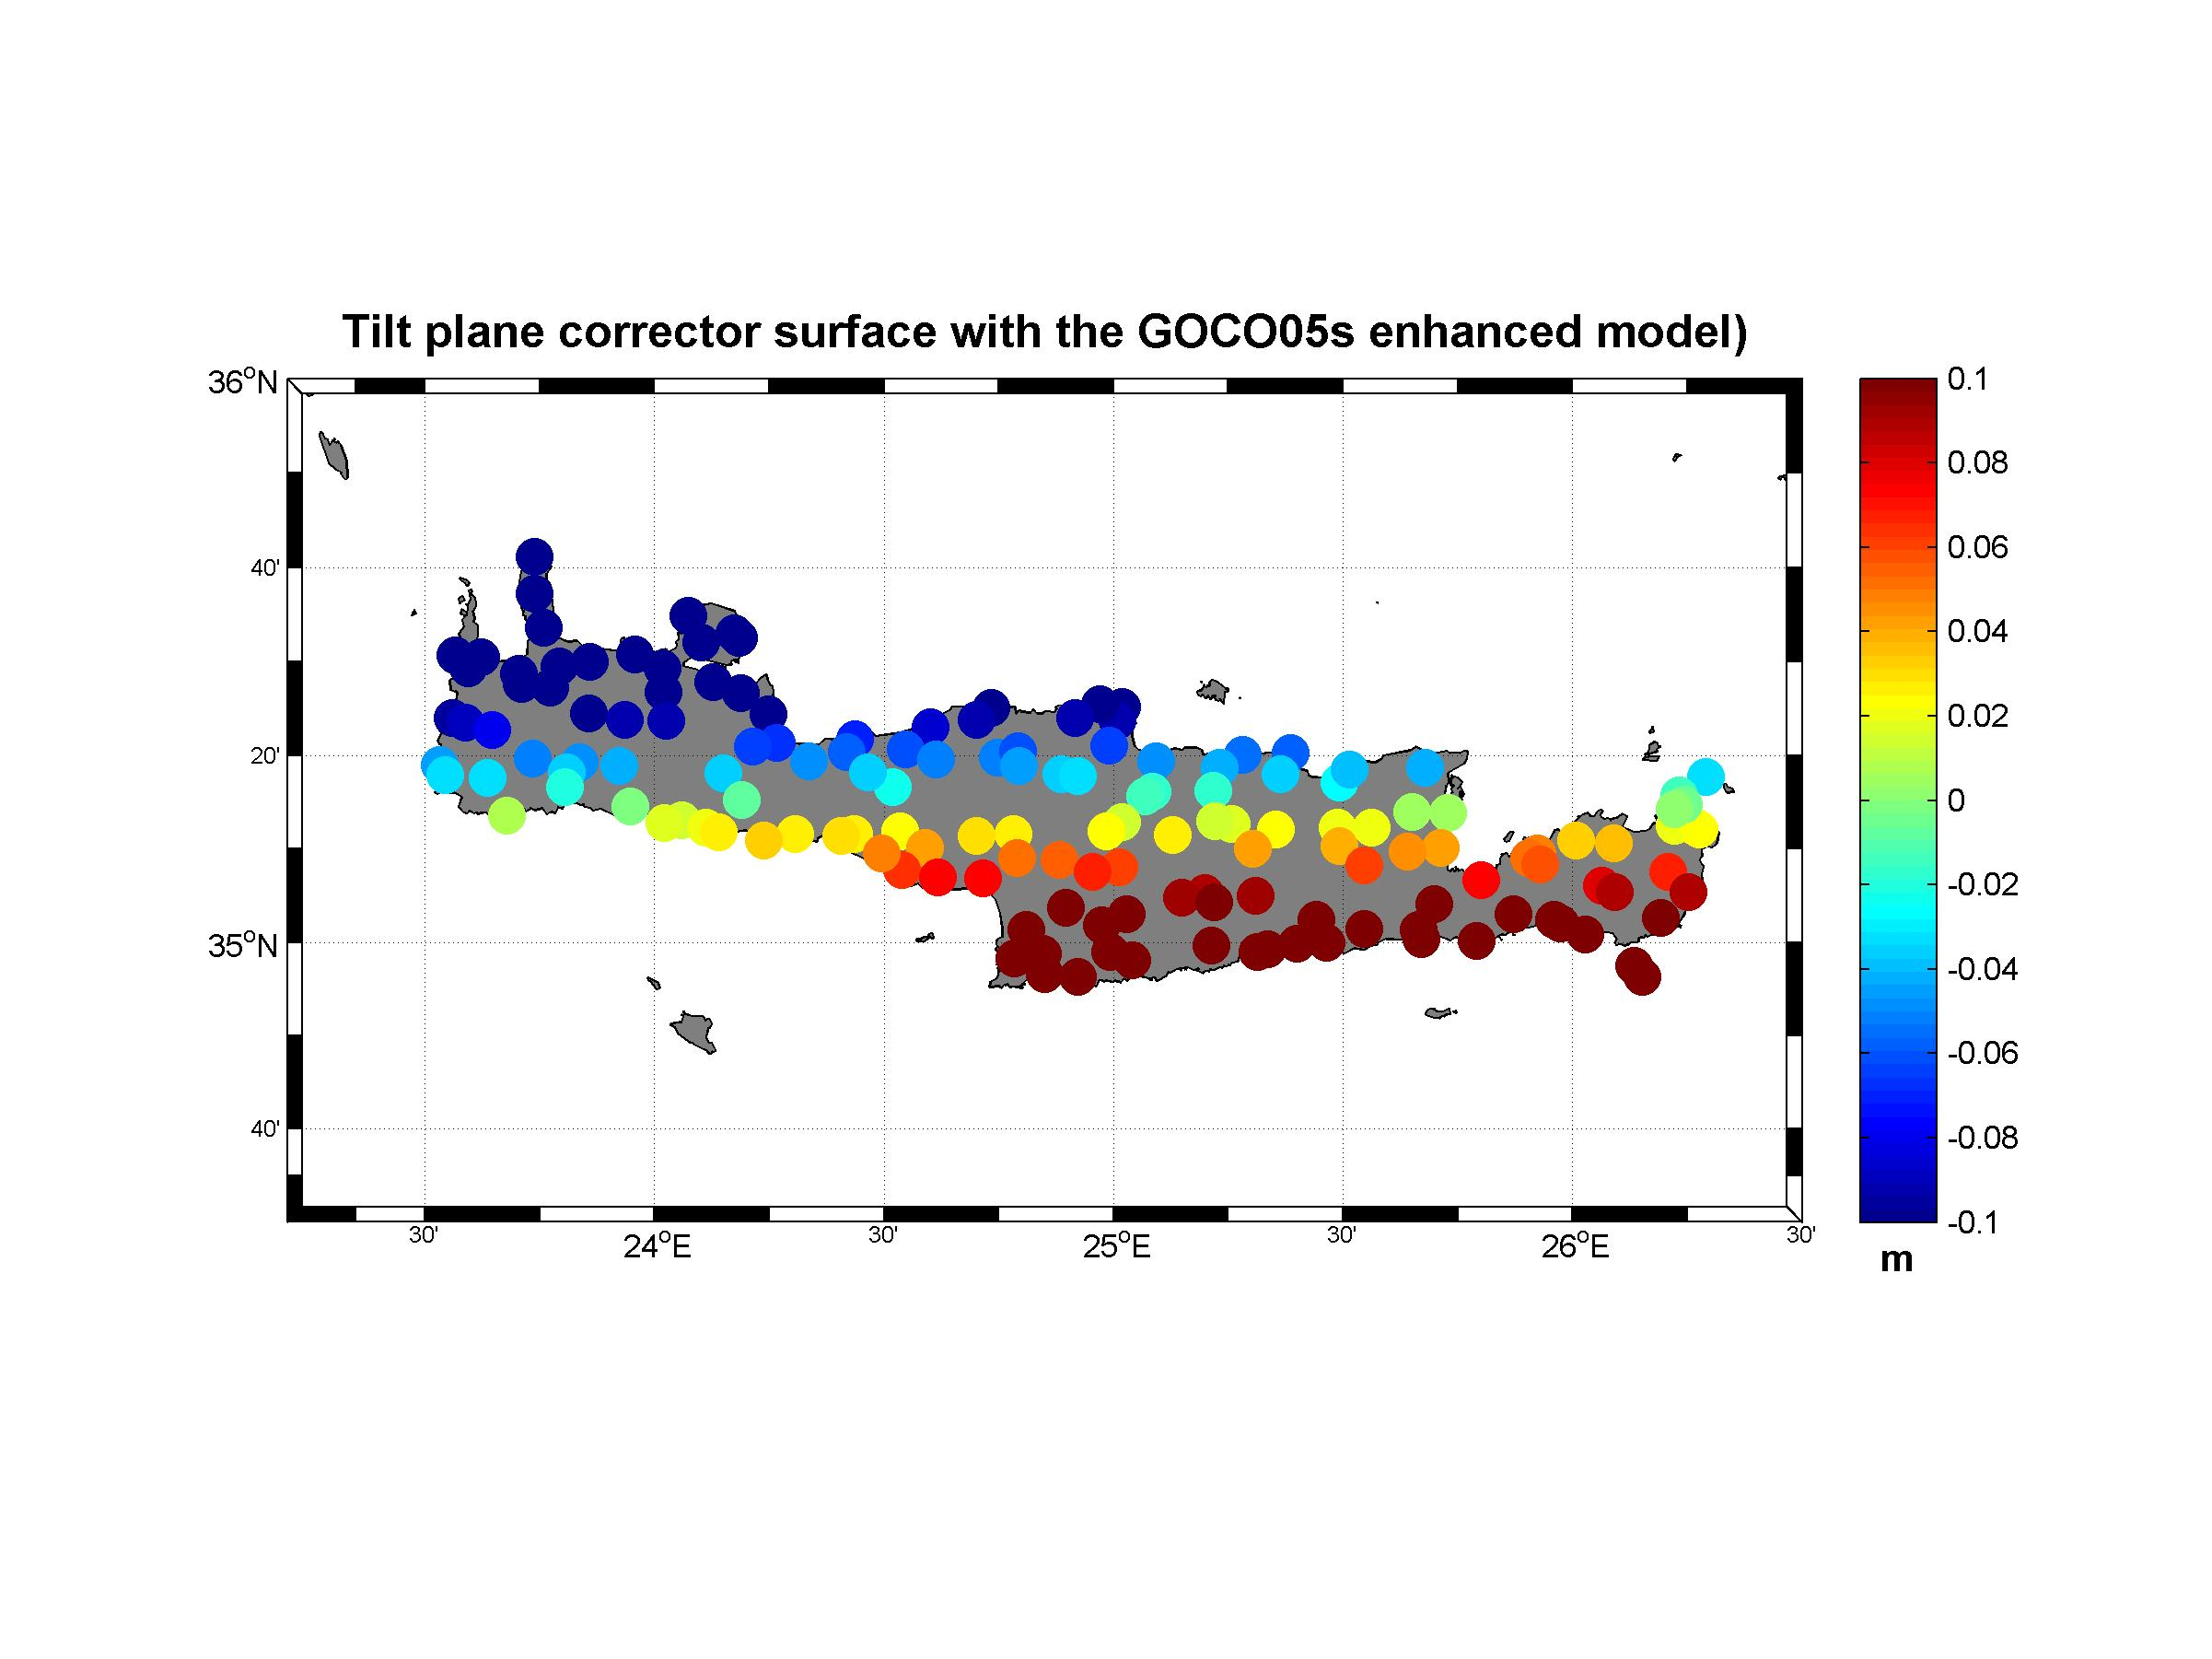 Tilt plane corrector surface with the GOCO05s enhanced model)
36°N
40'
20'
35°N
40'
30'
24°E
30'
25°E
30'
26°E
30'
0.1
0.08
0.06
0.04
0.02
0
-0.02
-0.04
-0.06
-0.08
-0.1
m